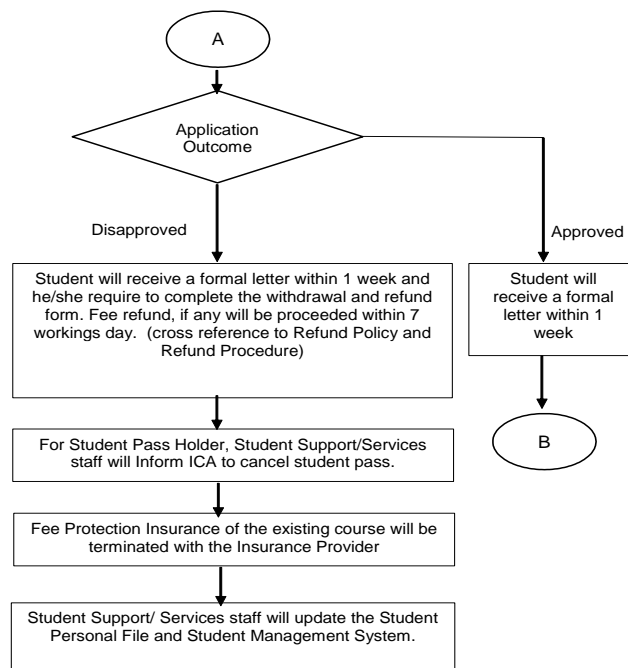 A
Application
Outcome
Disapproved
Approved
Student will receive a formal letter within 1 week and
he/she require to complete the withdrawal and refund
form. Fee refund, if any will be proceeded within 7
workings day.  (cross reference to Refund Policy and
Refund Procedure)
Student will
receive a formal
letter within 1
week
B
For Student Pass Holder, Student Support/Services
staff will Inform ICA to cancel student pass.
Fee Protection Insurance of the existing course will be
terminated with the Insurance Provider
Student Support/ Services staff will update the Student
Personal File and Student Management System.